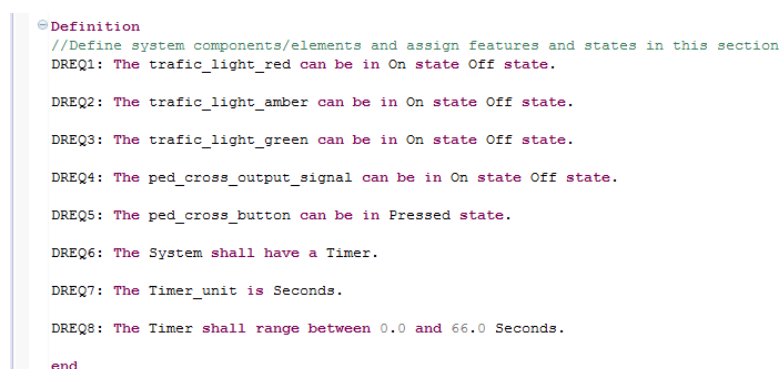 Definition
//Define system components/elements and assign features and states in this section
DREQ1: The trafic_light_red can be in On state Off state.
DREQ2: The trafic_light_amber can be in On state Off state.
DREQ3: The trafic_light_green can be in On state Off state.
DREQ4: The ped_cross_output_signal can be in On state Off state.
DREQ5: The ped_cross_button can be in Pressed state.
DREQ6: The System shall have a Timer.
DREQ7: The Timer_unit is Seconds.
DREQ8: The Timer shall range between 0.0 and 66.0 Seconds.
end